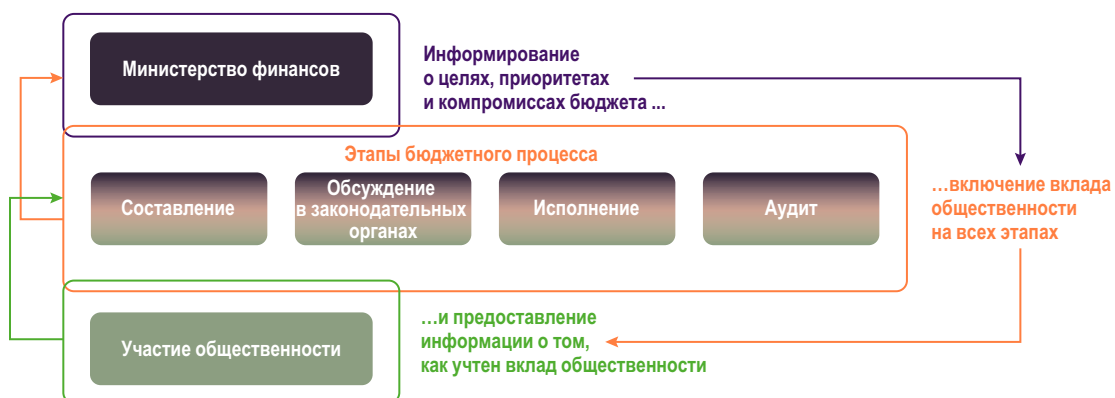 Министерство финансов
Информирование
о целях, приоритетах
и компромиссах бюджета ...
Этапы бюджетного процесса
Составление
Обсуждение
в законодательных
органах
Исполнение
Аудит
...включение вклада
общественности
на всех этапах
Участие общественности
...и предоставление
информации о том,
как учтен вклад общественности